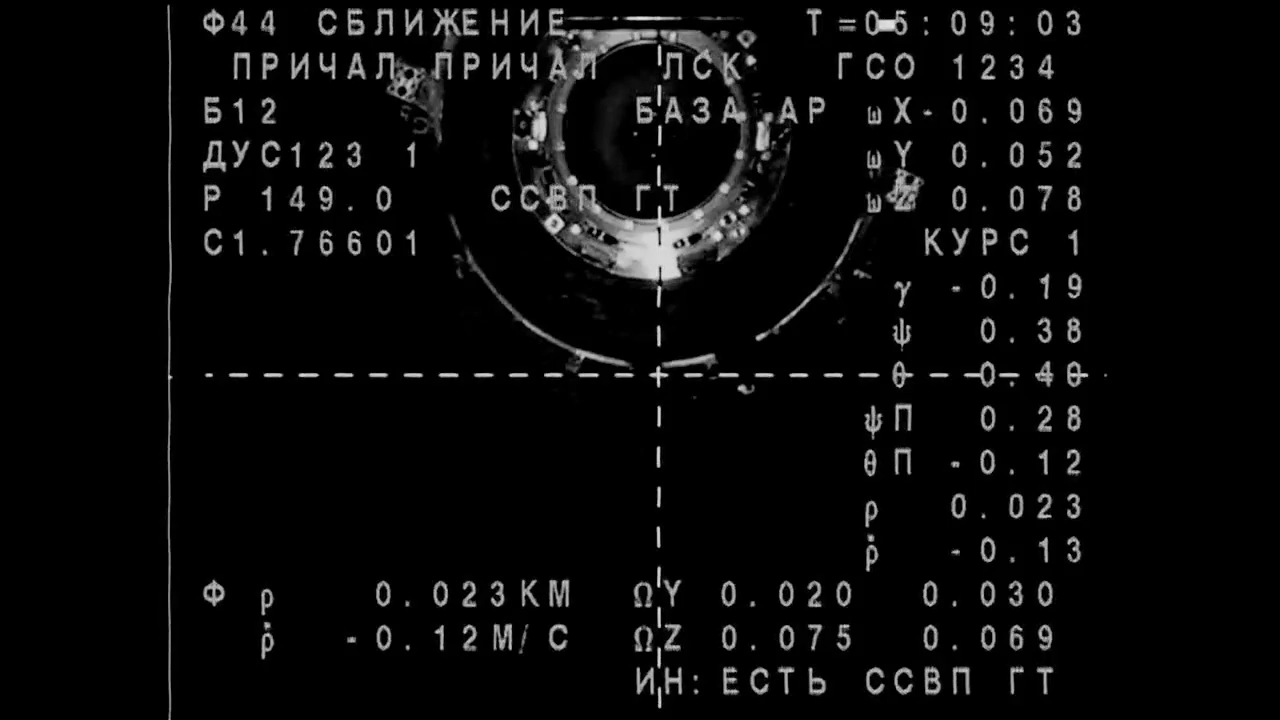 Ф44 СБЛИЖЕНИЕ T=05:09:03
ПРИЧАЛ ПРИЧАЛ ЛСК ГСО 1234
Б12 БАЗА АР ωX-0.069
ДУС123 1 ωY 0.052
Р 149.0 ССВП ГТ ωZ 0.078
С1.76601 КУРС 1
γ -0.19
ψ 0.38
θ 0.40
ψП 0.28
θП -0.12
ρ 0.023
ρ̇ -0.13
Ф ρ 0.023КМ ΩY 0.020 0.030
ρ̇ -0.12М/С ΩZ 0.075 0.069
ИН: ЕСТЬ ССВП ГТ